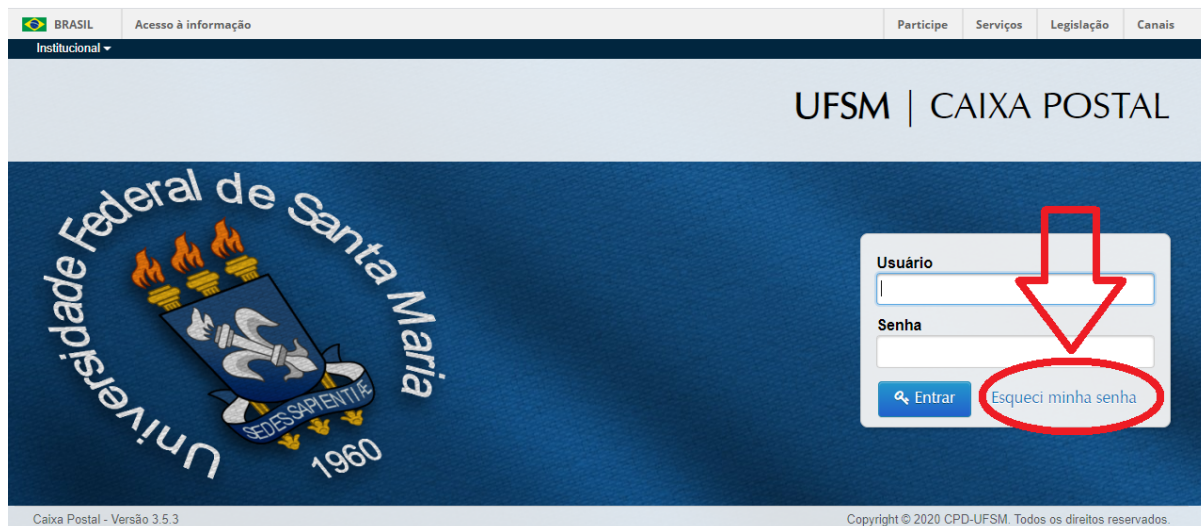 BRASIL Acesso à informação Participe Serviços Legislação Canais
Institucional
UFSM | CAIXA POSTAL
Universidade Federal de Santa Maria
SEDES SAPIENTIÆ
1960
Usuário
Senha
Entrar Esqueci minha senha
Caixa Postal - Versão 3.5.3 Copyright © 2020 CPD-UFSM. Todos os direitos reservados.